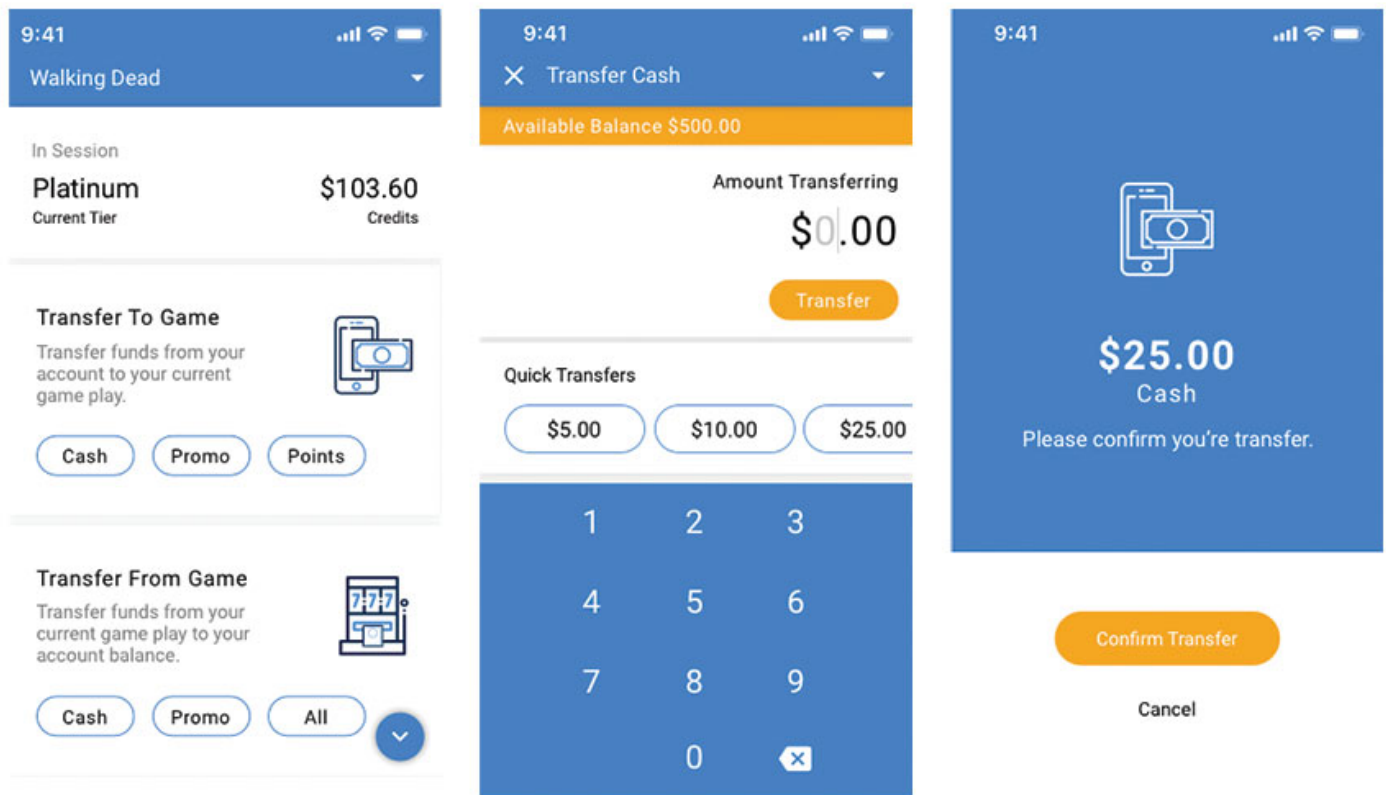 9:41
Walking Dead
In Session
Platinum $103.60
Current Tier Credits
Transfer To Game
Transfer funds from your
account to your current
game play.
Cash Promo Points
Transfer From Game
Transfer funds from your
current game play to your
account balance.
7 7 7
Cash Promo All
9:41
Transfer Cash
Available Balance $500.00
Amount Transferring
$0.00
Transfer
Quick Transfers
$5.00 $10.00 $25.00
1 2 3
4 5 6
7 8 9
0
9:41
$25.00
Cash
Please confirm you're transfer.
Confirm Transfer
Cancel